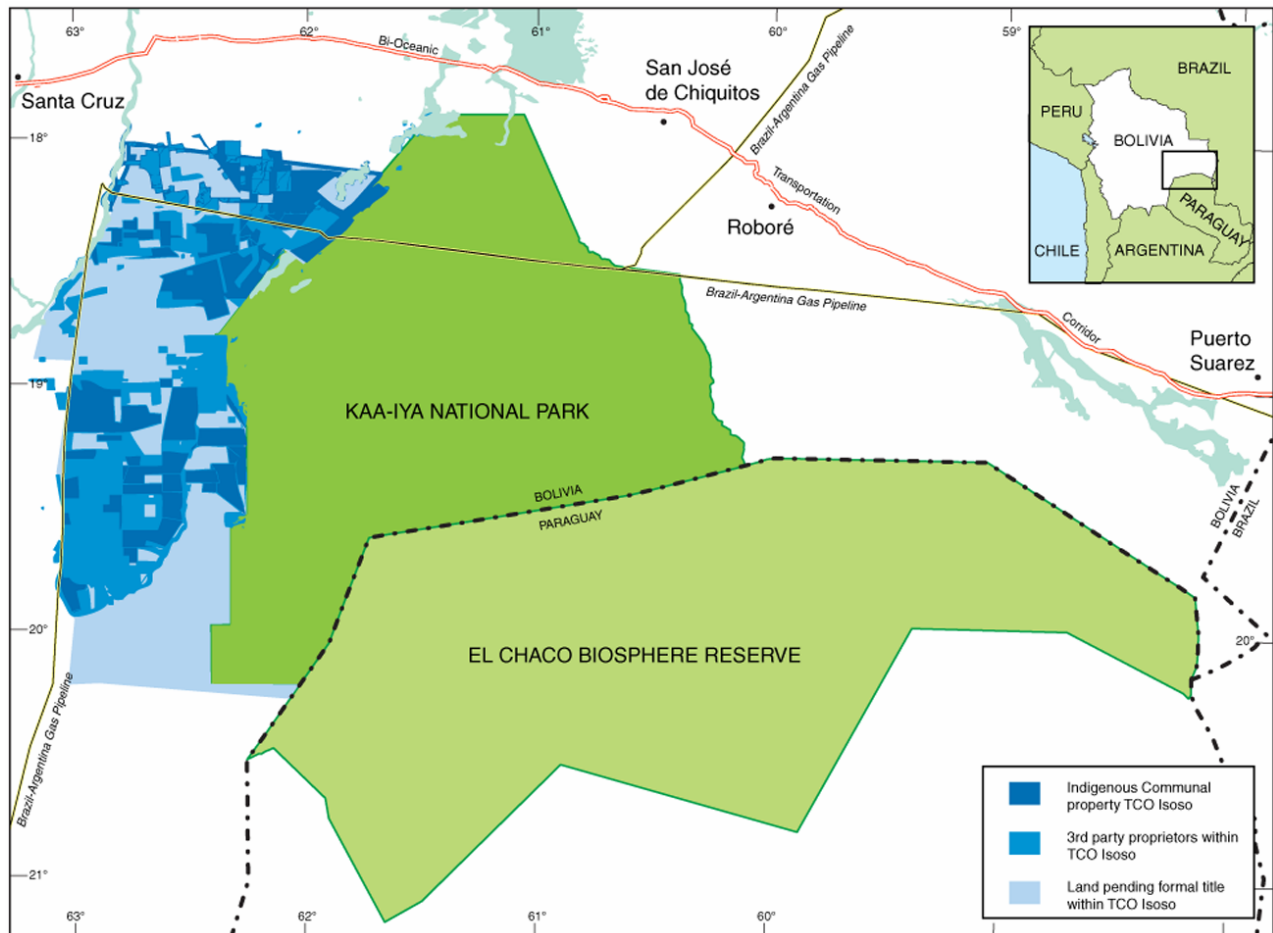 63°
62°
61°
60°
59°
Bi-Oceanic
Santa Cruz
San José
de Chiquitos
Brazil-Argentina Gas Pipeline
18°
Transportation
Roboré
Brazil-Argentina Gas Pipeline
Corridor
Puerto
Suarez
19°
KAA-IYA NATIONAL PARK
BOLIVIA
PARAGUAY
BOLIVIA
BRAZIL
20°
20°
EL CHACO BIOSPHERE RESERVE
Brazil-Argentina Gas Pipeline
21°
63°
62°
61°
60°
BRAZIL
PERU
BOLIVIA
PARAGUAY
CHILE
ARGENTINA
Indigenous Communal
property TCO Isoso
3rd party proprietors within
TCO Isoso
Land pending formal title
within TCO Isoso